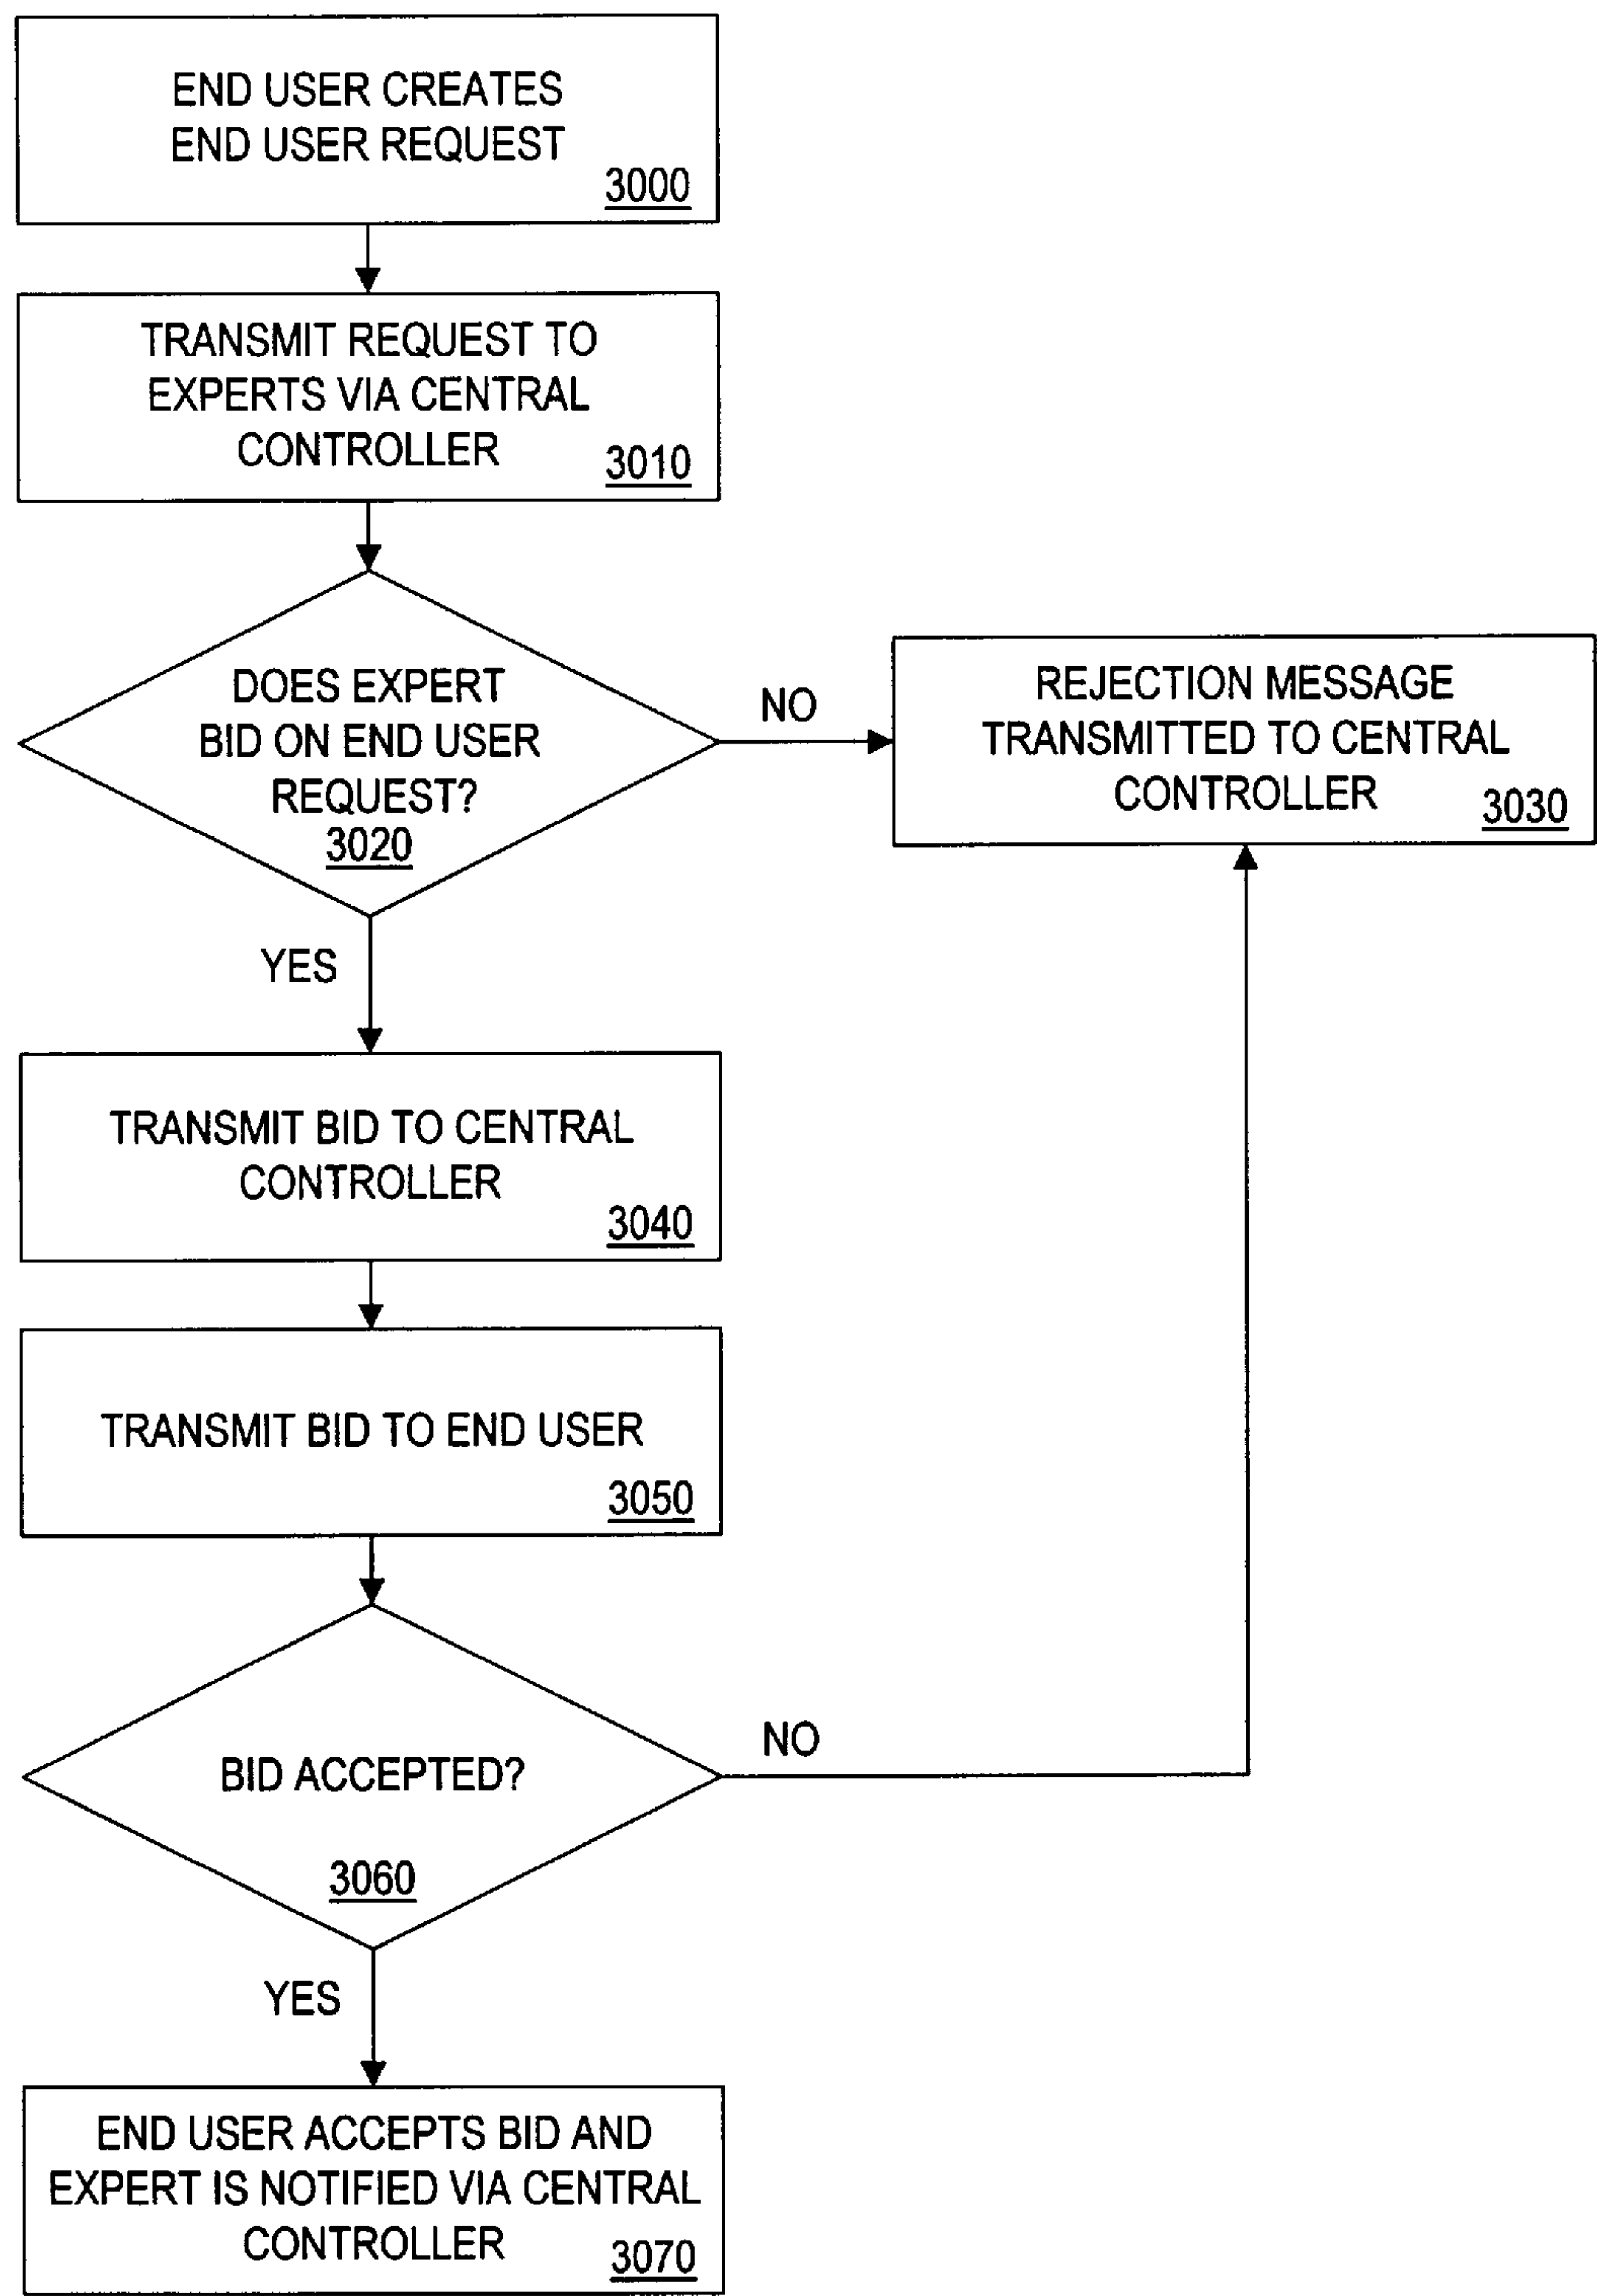 END USER CREATES
END USER REQUEST
3000
TRANSMIT REQUEST TO
EXPERTS VIA CENTRAL
CONTROLLER
3010
DOES EXPERT
BID ON END USER
REQUEST?
3020
NO
REJECTION MESSAGE
TRANSMITTED TO CENTRAL
CONTROLLER
3030
YES
TRANSMIT BID TO CENTRAL
CONTROLLER
3040
TRANSMIT BID TO END USER
3050
BID ACCEPTED?
3060
NO
YES
END USER ACCEPTS BID AND
EXPERT IS NOTIFIED VIA CENTRAL
CONTROLLER
3070